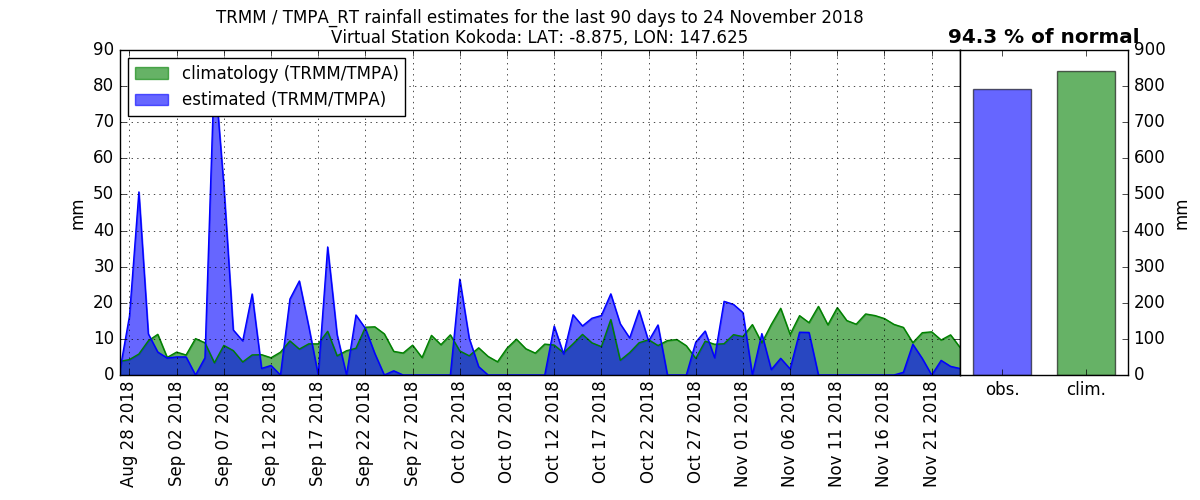 TRMM / TMPA_RT rainfall estimates for the last 90 days to 24 November 2018
Virtual Station Kokoda: LAT: -8.875, LON: 147.625
94.3 % of normal
climatology (TRMM/TMPA)
estimated (TRMM/TMPA)
90
80
70
60
50
40
30
20
10
0
mm
900
800
700
600
500
400
300
200
100
0
mm
Aug 28 2018
Sep 02 2018
Sep 07 2018
Sep 12 2018
Sep 17 2018
Sep 22 2018
Sep 27 2018
Oct 02 2018
Oct 07 2018
Oct 12 2018
Oct 17 2018
Oct 22 2018
Oct 27 2018
Nov 01 2018
Nov 06 2018
Nov 11 2018
Nov 16 2018
Nov 21 2018
obs.
clim.